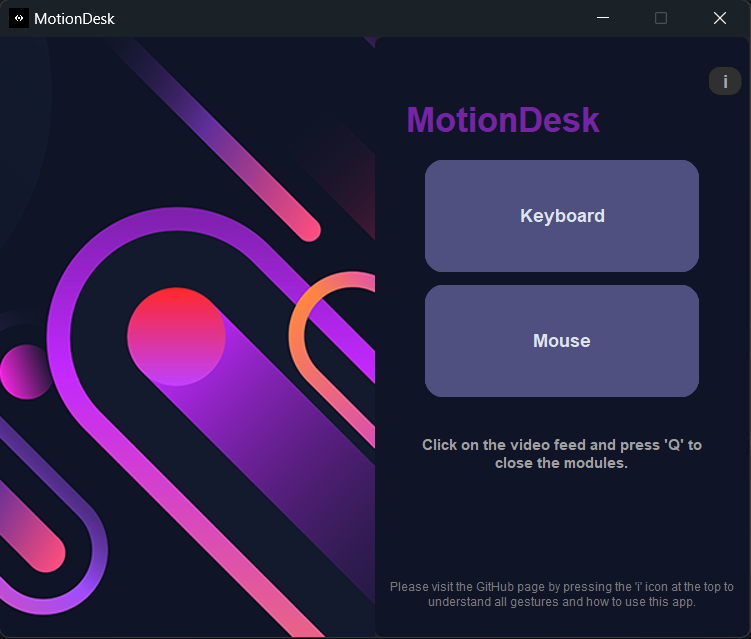 MotionDesk
i
MotionDesk
Keyboard
Mouse
Click on the video feed and press 'Q' to
close the modules.
Please visit the GitHub page by pressing the 'i' icon at the top to
understand all gestures and how to use this app.